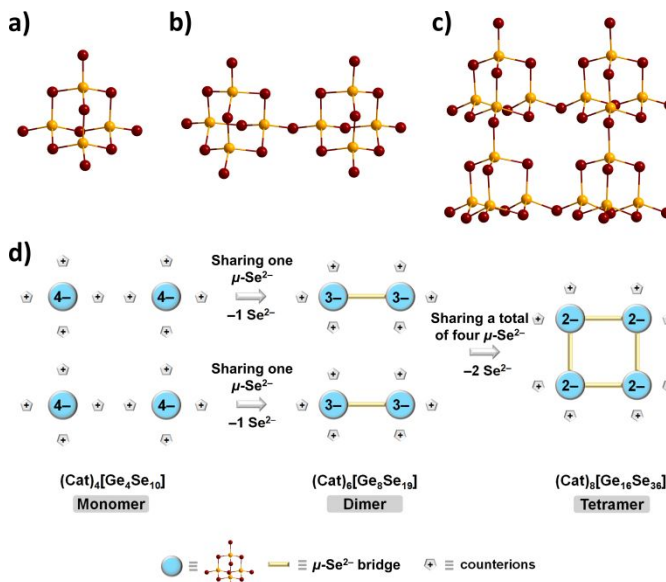 a)
b)
c)
d)
Sharing one
μ-Se²⁻
–1 Se²⁻
4–
4–
3–
3–
Sharing a total
of four μ-Se²⁻
–2 Se²⁻
2–
2–
Sharing one
μ-Se²⁻
–1 Se²⁻
4–
4–
3–
3–
2–
2–
(Cat)₄[Ge₄Se₁₀]
(Cat)₆[Ge₈Se₁₉]
(Cat)₈[Ge₁₆Se₃₆]
Monomer
Dimer
Tetramer
≡
≡ μ-Se²⁻ bridge
≡ counterions